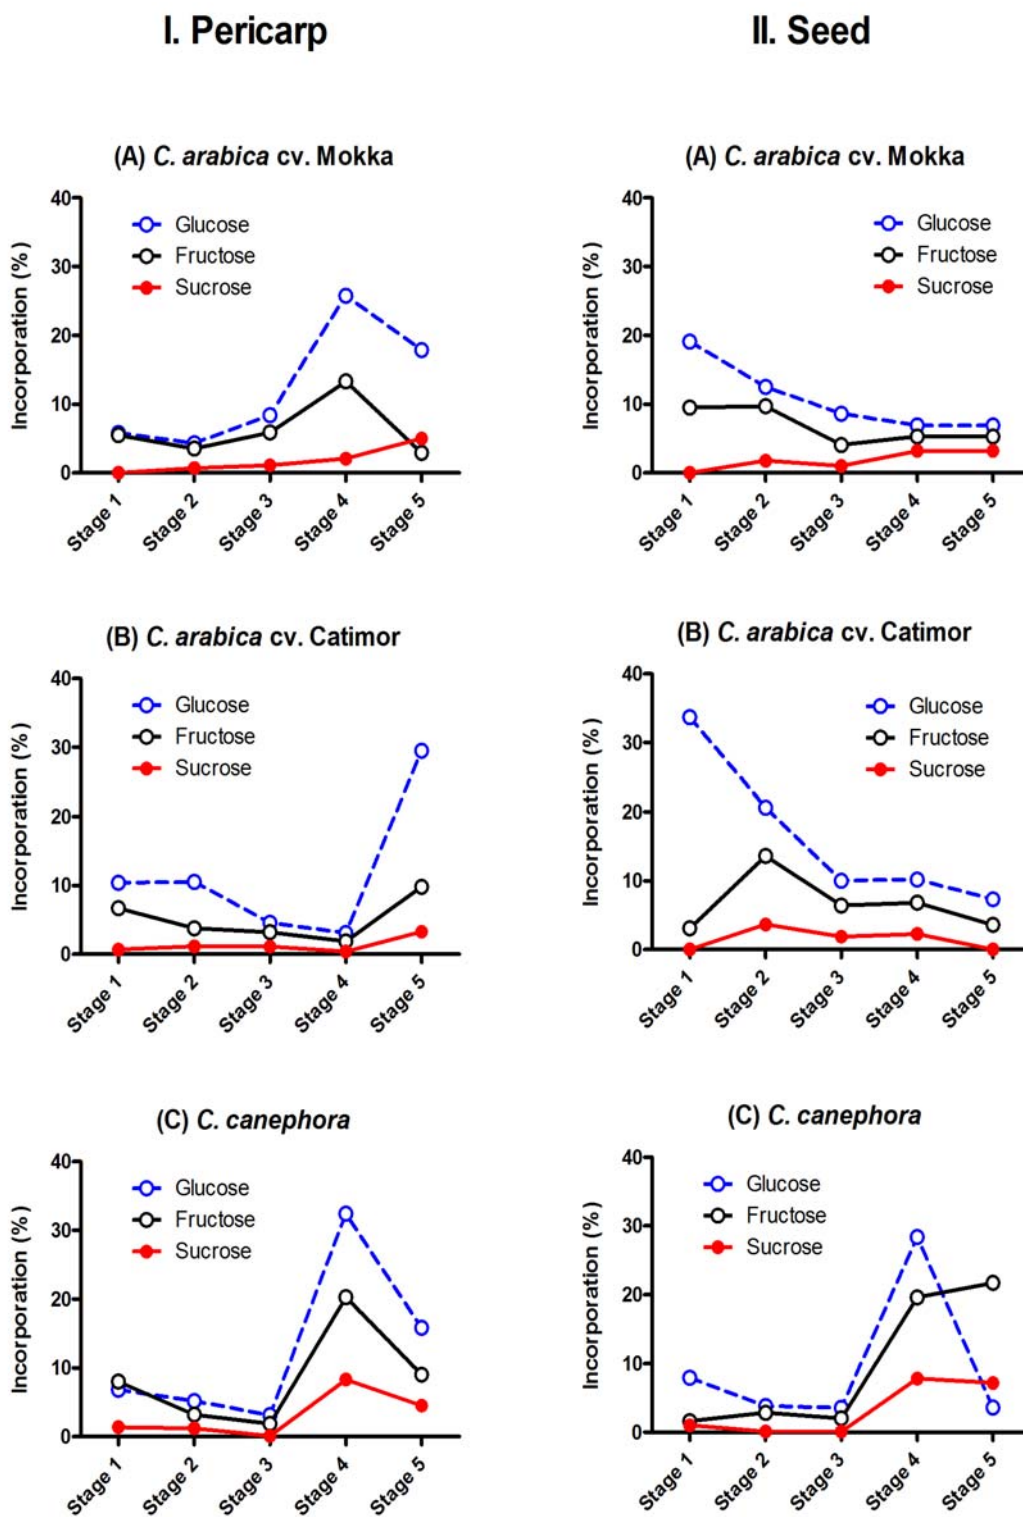 I. Pericarp
II. Seed
(A) C. arabica cv. Mokka
40
30
20
10
0
Incorporation (%)
Glucose
Fructose
Sucrose
Stage 1
Stage 2
Stage 3
Stage 4
Stage 5
(A) C. arabica cv. Mokka
40
30
20
10
0
Incorporation (%)
Glucose
Fructose
Sucrose
Stage 1
Stage 2
Stage 3
Stage 4
Stage 5
(B) C. arabica cv. Catimor
40
30
20
10
0
Incorporation (%)
Glucose
Fructose
Sucrose
Stage 1
Stage 2
Stage 3
Stage 4
Stage 5
(B) C. arabica cv. Catimor
40
30
20
10
0
Incorporation (%)
Glucose
Fructose
Sucrose
Stage 1
Stage 2
Stage 3
Stage 4
Stage 5
(C) C. canephora
40
30
20
10
0
Incorporation (%)
Glucose
Fructose
Sucrose
Stage 1
Stage 2
Stage 3
Stage 4
Stage 5
(C) C. canephora
40
30
20
10
0
Incorporation (%)
Glucose
Fructose
Sucrose
Stage 1
Stage 2
Stage 3
Stage 4
Stage 5